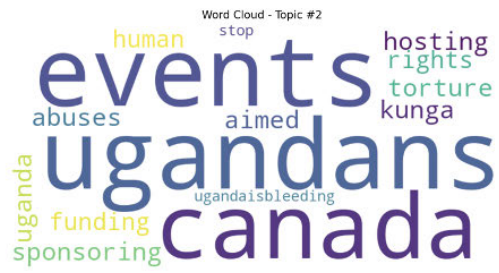 Word Cloud - Topic #2
human
stop
hosting
events
rights
torture
abuses
aimed
kunga
ugandans
uganda
ugandaisbleeding
funding
canada
sponsoring